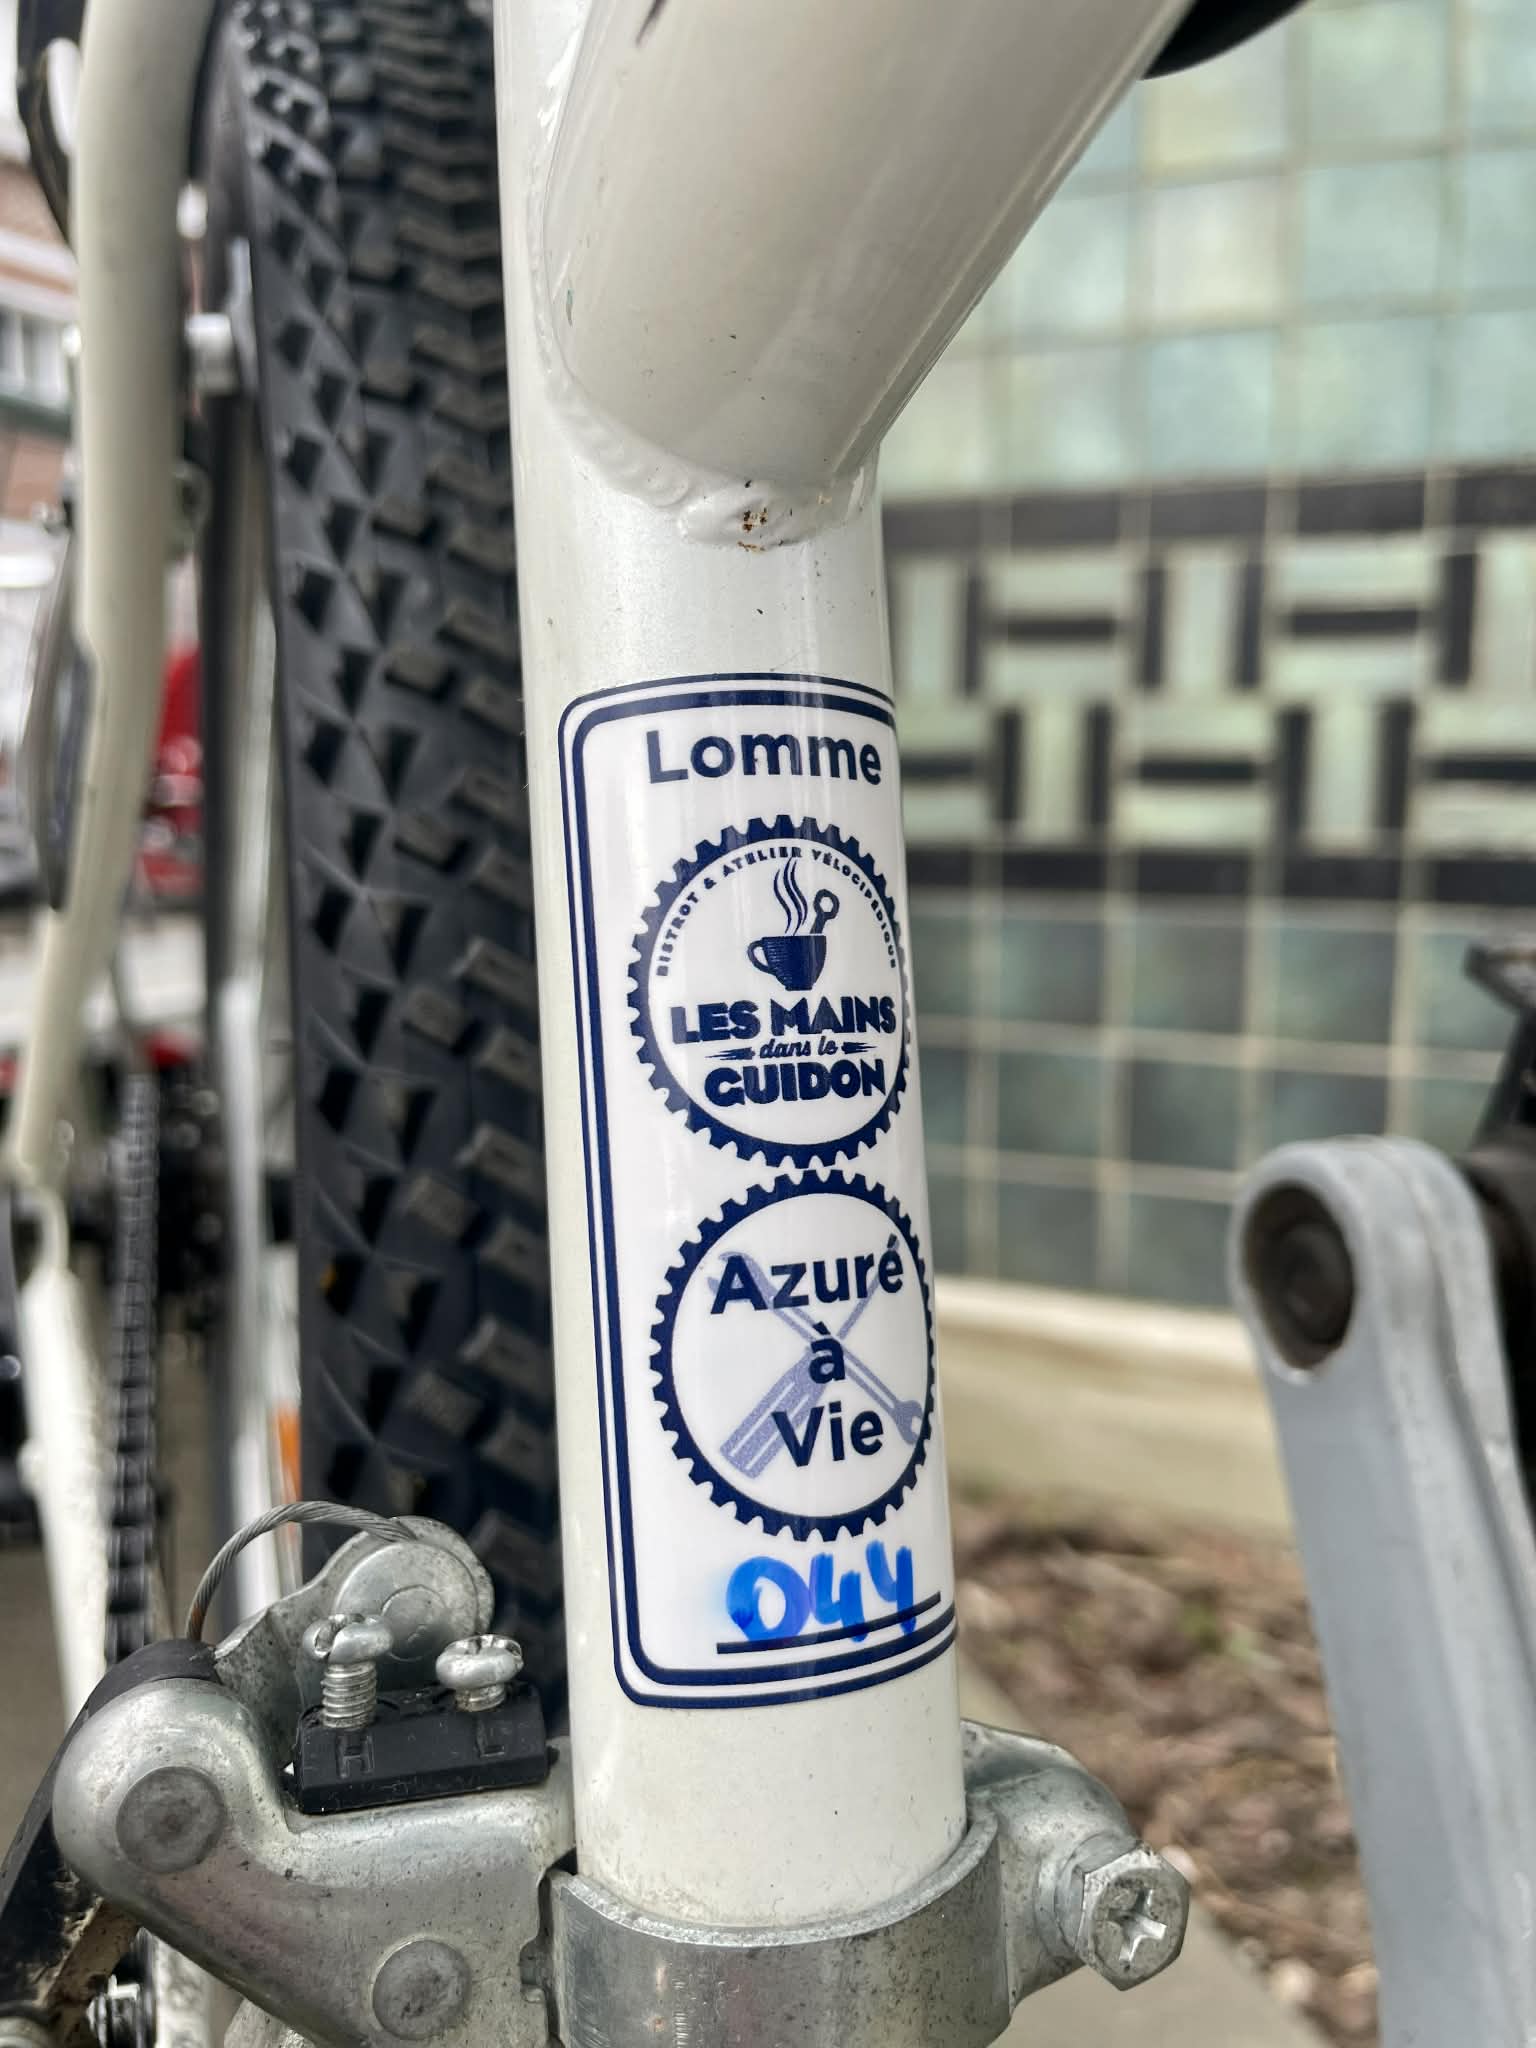 Lomme
BISTROT & ATELIER VÉLOCIPÉDIQUE
LES MAINS
dans le
GUIDON
Azuré
à
Vie
044
H L